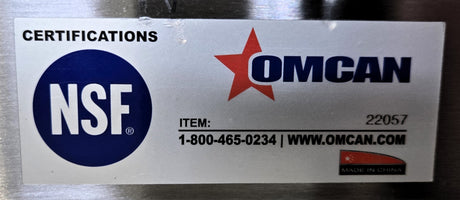 CERTIFICATIONS
NSF®
OMCAN
ITEM: 22057
1-800-465-0234 | WWW.OMCAN.COM
MADE IN CHINA